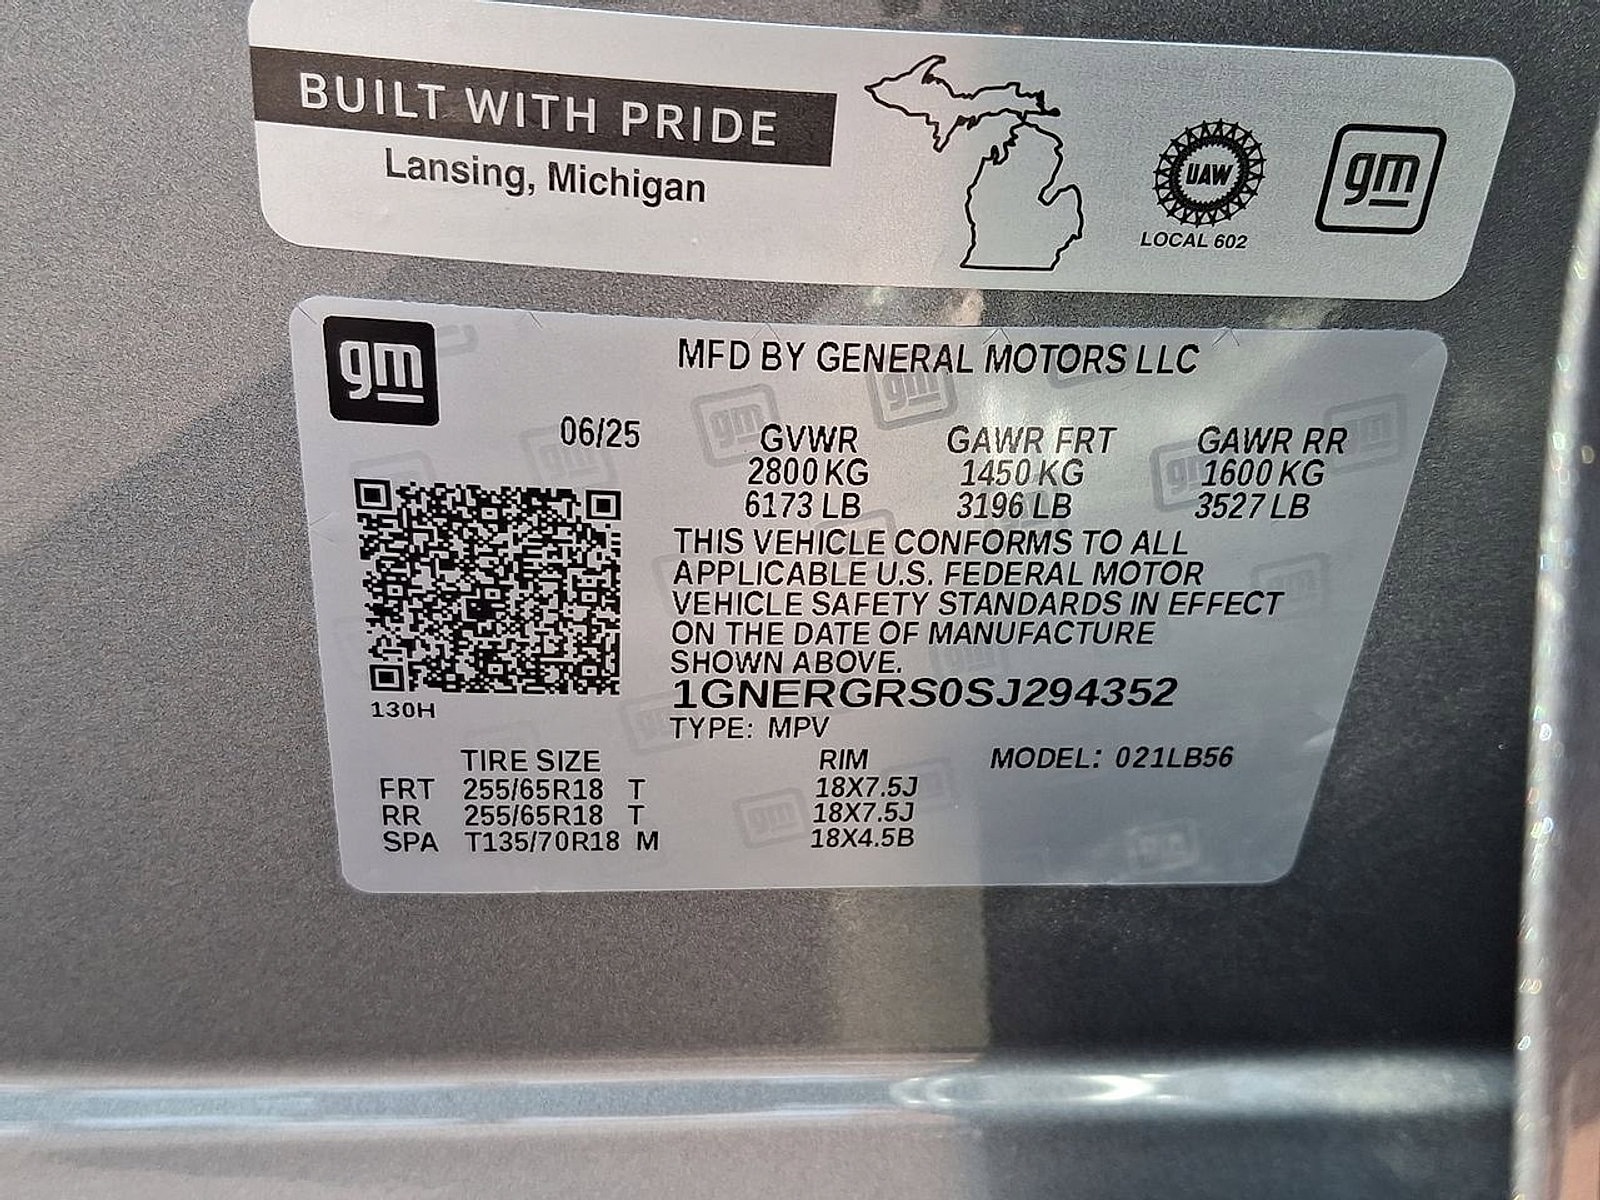 BUILT WITH PRIDE
Lansing, Michigan
UAW
LOCAL 602
gm
gm
MFD BY GENERAL MOTORS LLC
06/25 GVWR GAWR FRT GAWR RR
2800 KG 1450 KG 1600 KG
6173 LB 3196 LB 3527 LB
THIS VEHICLE CONFORMS TO ALL
APPLICABLE U.S. FEDERAL MOTOR
VEHICLE SAFETY STANDARDS IN EFFECT
ON THE DATE OF MANUFACTURE
SHOWN ABOVE.
1GNERGRS0SJ294352
130H
TYPE: MPV
TIRE SIZE RIM MODEL: 021LB56
FRT 255/65R18 T 18X7.5J
RR 255/65R18 T 18X7.5J
SPA T135/70R18 M 18X4.5B